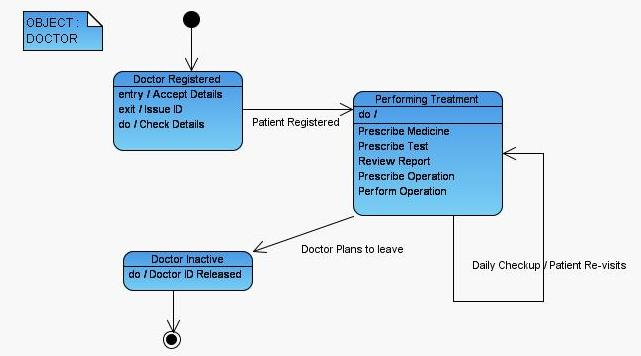 OBJECT :
DOCTOR
Doctor Registered
entry / Accept Details
exit / Issue ID
do / Check Details
Patient Registered
Performing Treatment
do /
Prescribe Medicine
Prescribe Test
Review Report
Prescribe Operation
Perform Operation
Doctor Plans to leave
Daily Checkup / Patient Re-visits
Doctor Inactive
do / Doctor ID Released